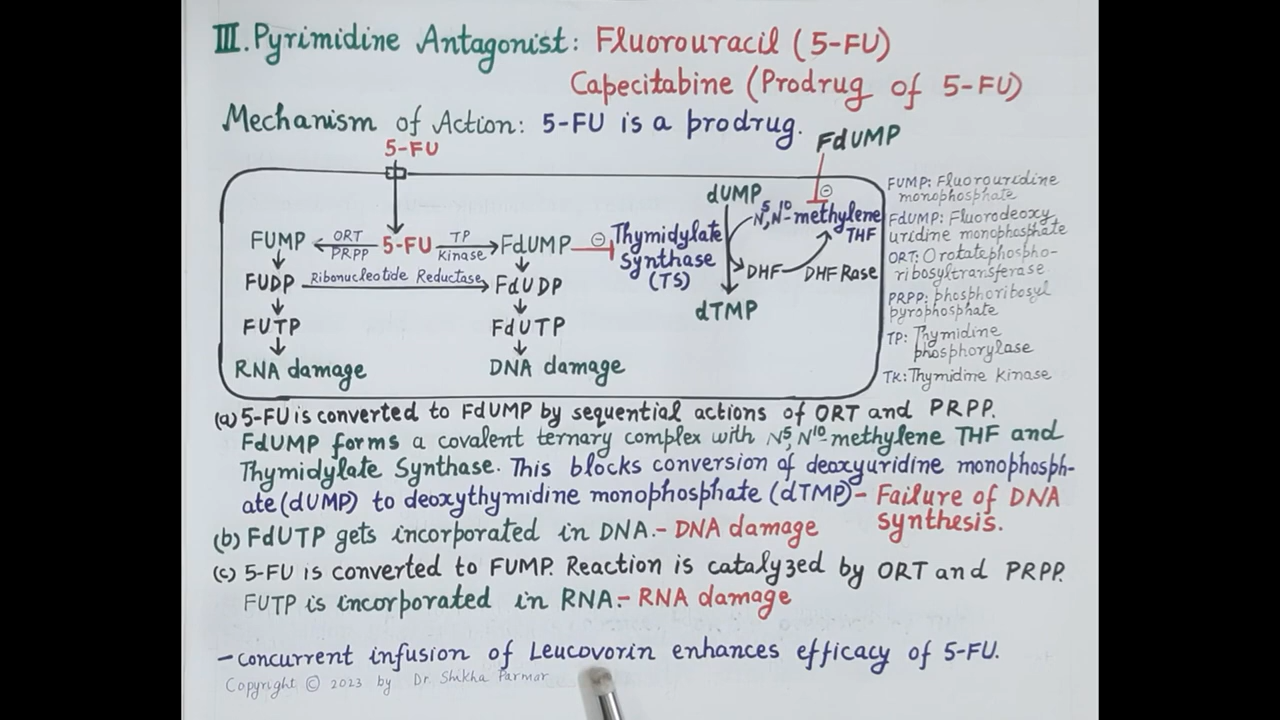 III. Pyrimidine Antagonist: Fluorouracil (5-FU)
Capecitabine (Prodrug of 5-FU)
Mechanism of Action: 5-FU is a prodrug.
5-FU
FdUMP
⊖
dUMP
N5,N10-methylene
THF
FUMP ORT PRPP 5-FU TP Kinase FdUMP ⊖ Thymidylate
Synthase
(TS)
DHF DHF Rase
dTMP
FUDP Ribonucleotide Reductase FdUDP
FUTP FdUTP
RNA damage DNA damage
FUMP: Fluorouridine
monophosphate
FdUMP: Fluorodeoxy
uridine monophosphate
ORT: Orotatephospho-
ribosyltransferase
PRPP: phosphoribosyl
pyrophosphate
TP: Thymidine
phosphorylase
TK: Thymidine kinase
(a) 5-FU is converted to FdUMP by sequential actions of ORT and PRPP.
FdUMP forms a covalent ternary complex with N5,N10-methylene THF and
Thymidylate Synthase. This blocks conversion of deoxyuridine monophosph-
ate (dUMP) to deoxythymidine monophosphate (dTMP)- Failure of DNA
synthesis.
(b) FdUTP gets incorporated in DNA.- DNA damage
(c) 5-FU is converted to FUMP. Reaction is catalyzed by ORT and PRPP.
FUTP is incorporated in RNA.- RNA damage
-concurrent infusion of Leucovorin enhances efficacy of 5-FU.
Copyright © 2023 by Dr Shikha Parmar